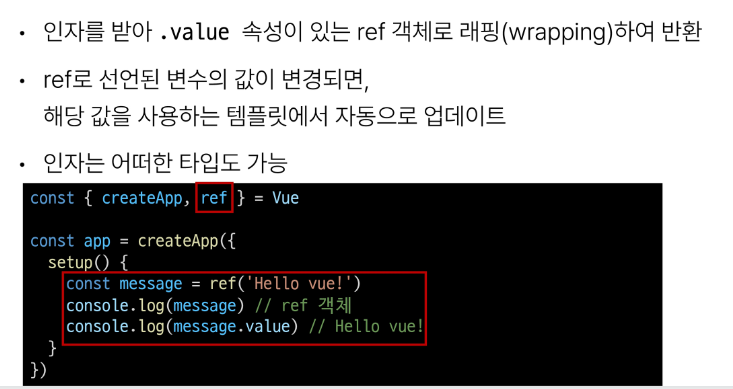 • 인자를 받아 .value 속성이 있는 ref 객체로 래핑(wrapping)하여 반환
• ref로 선언된 변수의 값이 변경되면,
해당 값을 사용하는 템플릿에서 자동으로 업데이트
• 인자는 어떠한 타입도 가능
const { createApp, ref } = Vue
const app = createApp({
  setup() {
    const message = ref('Hello vue!')
    console.log(message) // ref 객체
    console.log(message.value) // Hello vue!
  }
})